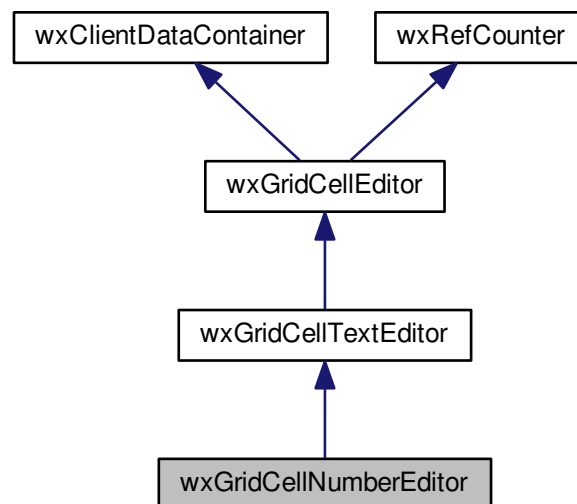 wxClientDataContainer
wxRefCounter
wxGridCellEditor
wxGridCellTextEditor
wxGridCellNumberEditor